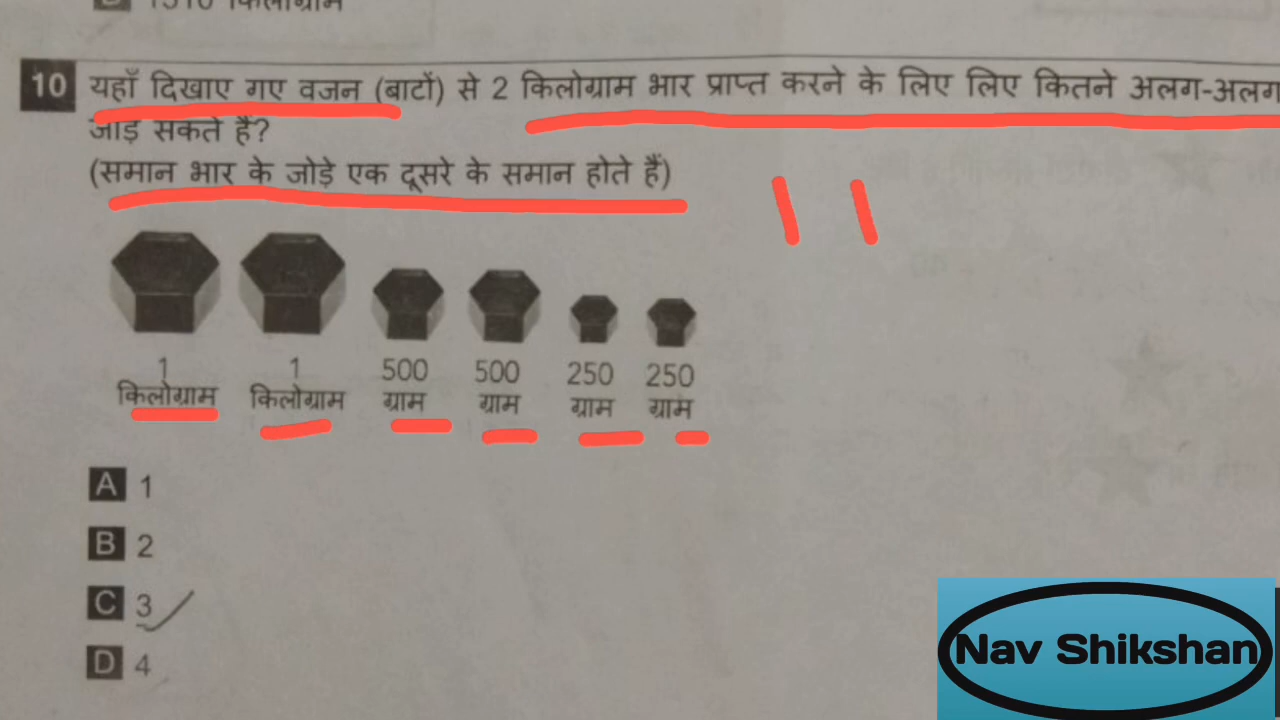 10 यहाँ दिखाए गए वजन (बाटों) से 2 किलोग्राम भार प्राप्त करने के लिए लिए कितने अलग-अलग
जोड़ सकते हैं?
(समान भार के जोड़े एक दूसरे के समान होते हैं)
1 1 500 500 250 250
किलोग्राम किलोग्राम ग्राम ग्राम ग्राम ग्राम
A 1
B 2
C 3
D 4
Nav Shikshan